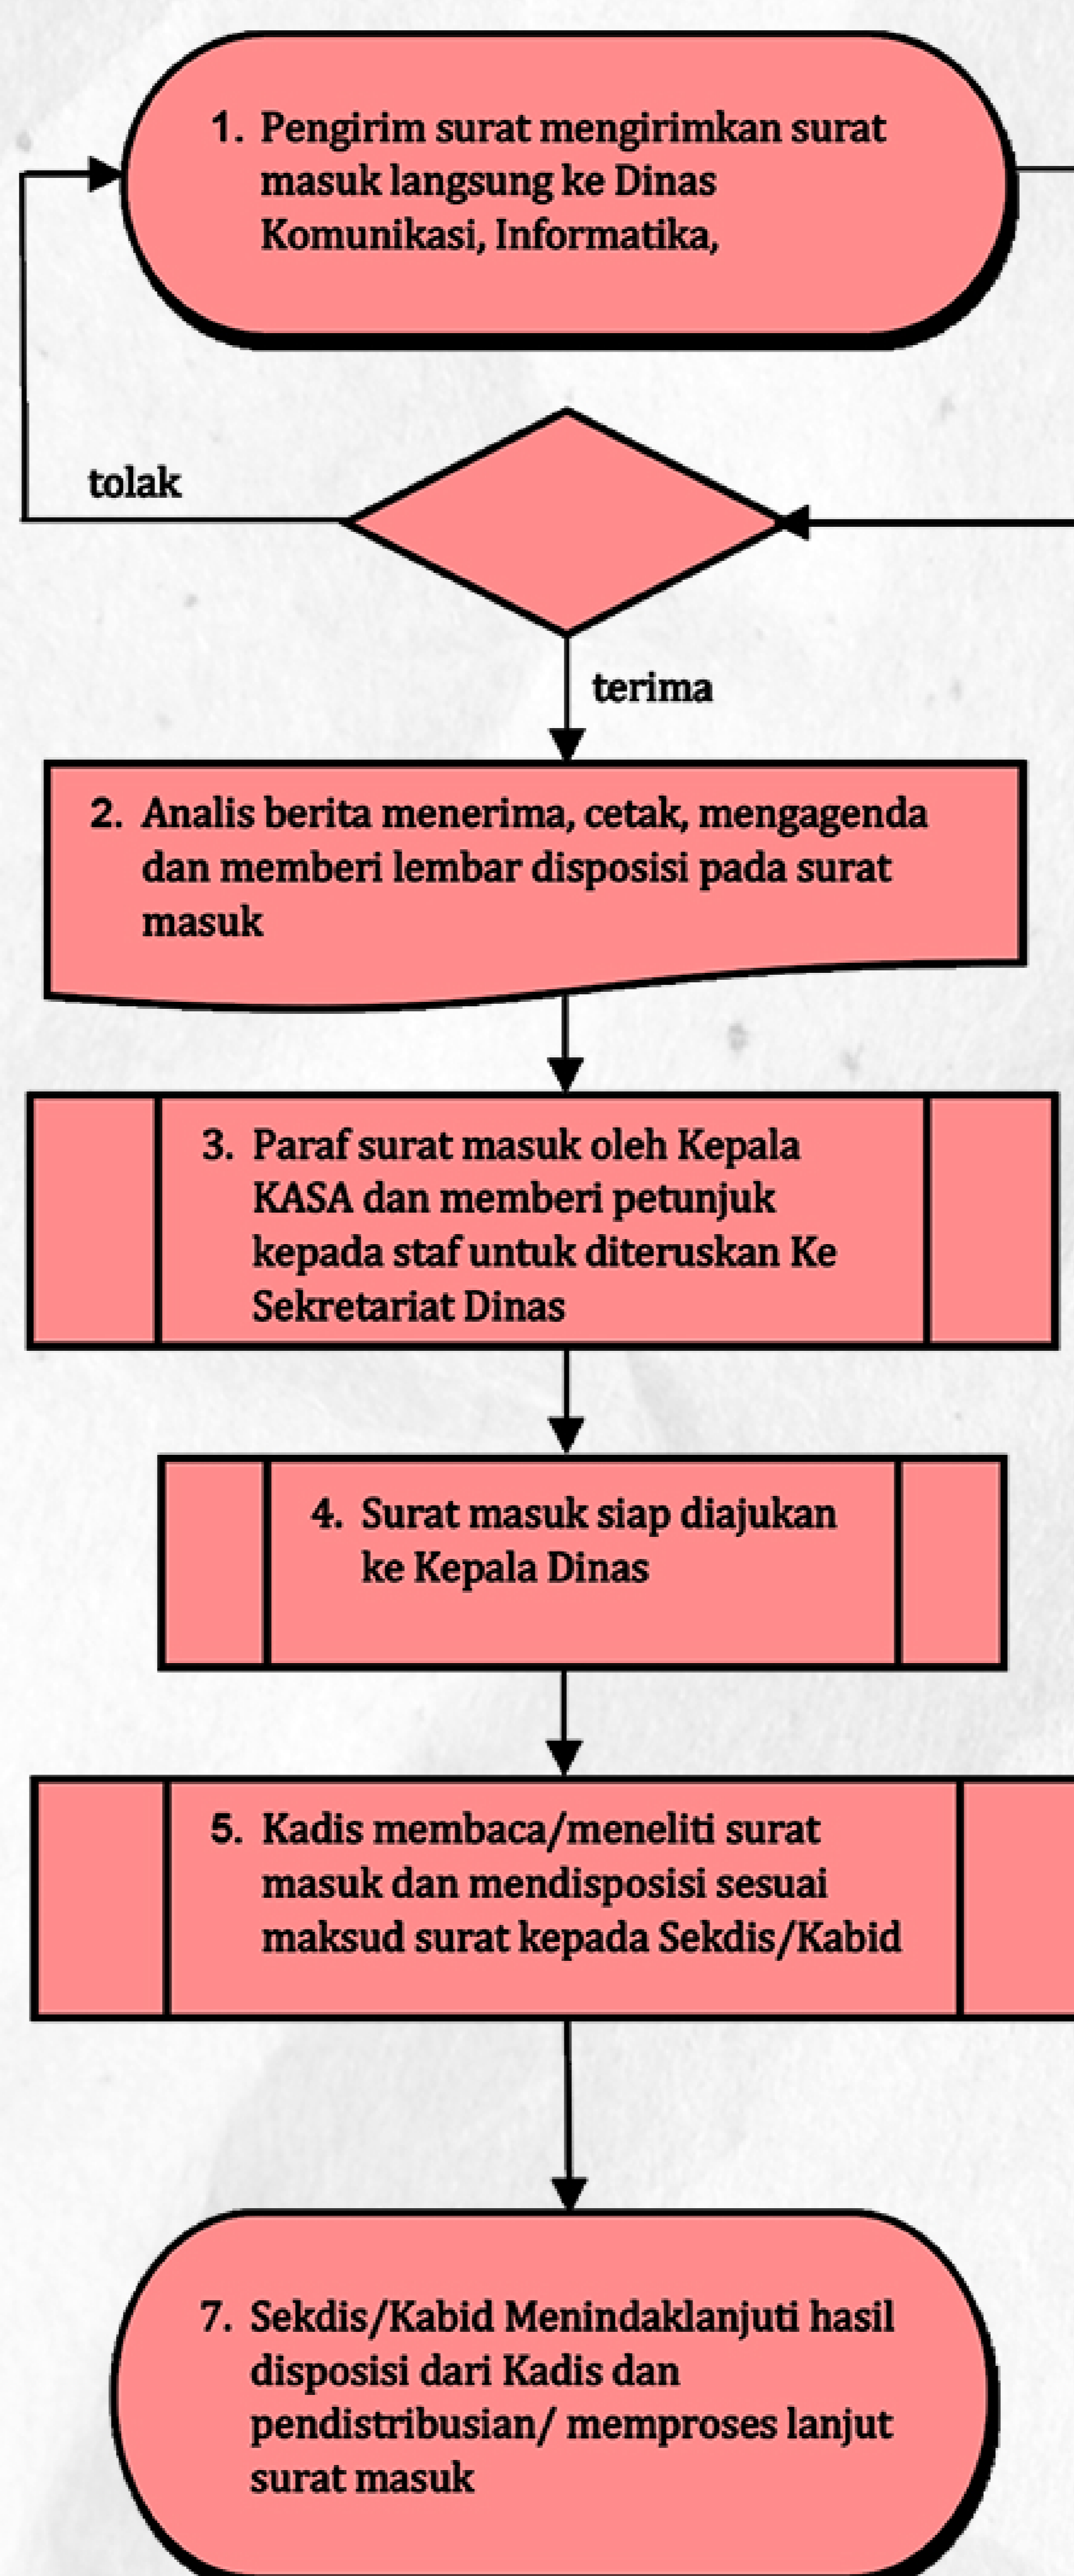 1. Pengirim surat mengirimkan surat
masuk langsung ke Dinas
Komunikasi, Informatika,
tolak
terima
2. Analis berita menerima, cetak, mengagenda
dan memberi lembar disposisi pada surat
masuk
3. Paraf surat masuk oleh Kepala
KASA dan memberi petunjuk
kepada staf untuk diteruskan Ke
Sekretariat Dinas
4. Surat masuk siap diajukan
ke Kepala Dinas
5. Kadis membaca/meneliti surat
masuk dan mendisposisi sesuai
maksud surat kepada Sekdis/Kabid
7. Sekdis/Kabid Menindaklanjuti hasil
disposisi dari Kadis dan
pendistribusian/ memproses lanjut
surat masuk